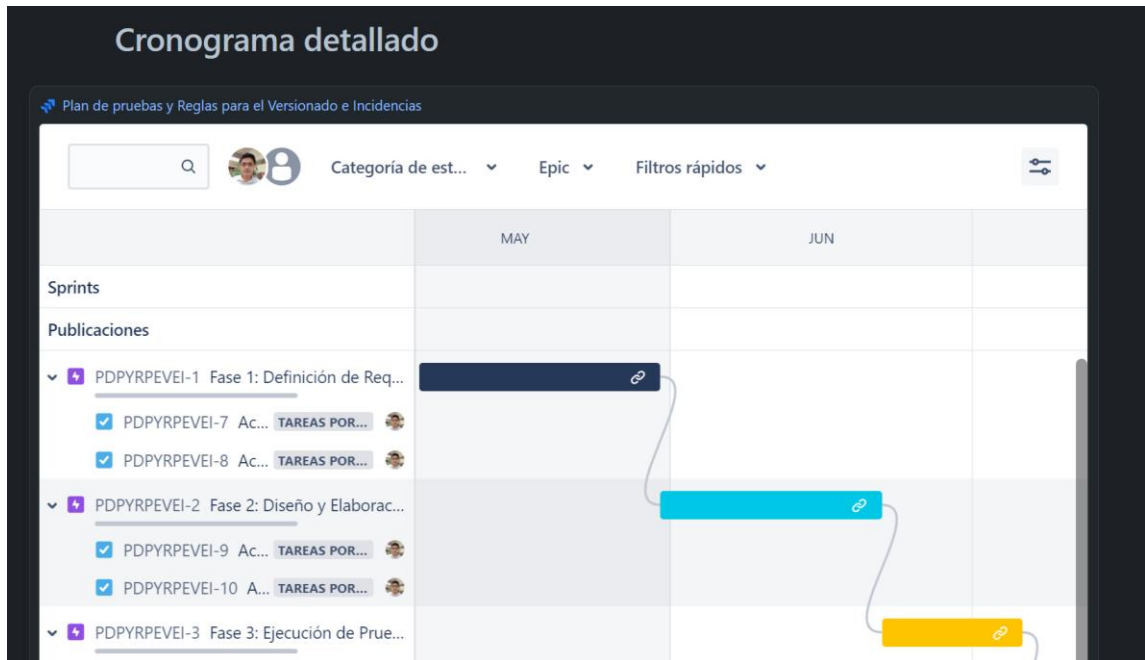 Cronograma detallado
Plan de pruebas y Reglas para el Versionado e Incidencias
Categoría de est... Epic Filtros rápidos
MAY JUN
Sprints
Publicaciones
PDPYRPEVEI-1 Fase 1: Definición de Req...
PDPYRPEVEI-7 Ac... TAREAS POR...
PDPYRPEVEI-8 Ac... TAREAS POR...
PDPYRPEVEI-2 Fase 2: Diseño y Elaborac...
PDPYRPEVEI-9 Ac... TAREAS POR...
PDPYRPEVEI-10 A... TAREAS POR...
PDPYRPEVEI-3 Fase 3: Ejecución de Prue...